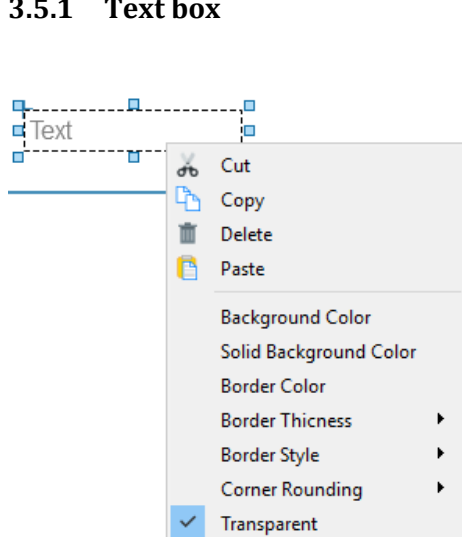 3.5.1 Text box
Text
Cut
Copy
Delete
Paste
Background Color
Solid Background Color
Border Color
Border Thicness
Border Style
Corner Rounding
Transparent